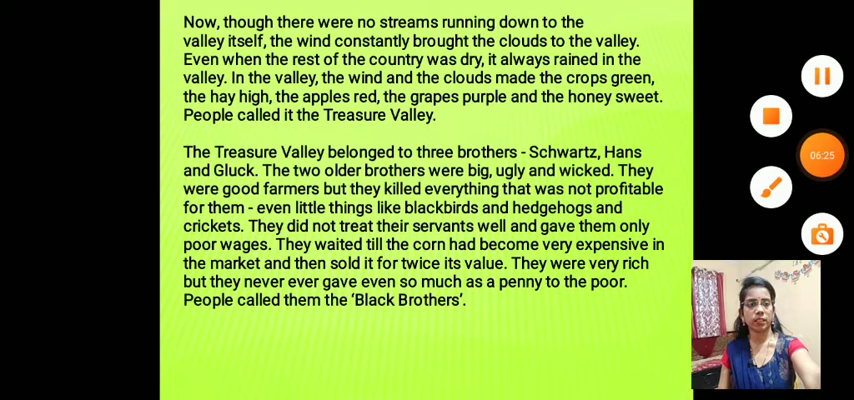 Now, though there were no streams running down to the
valley itself, the wind constantly brought the clouds to the valley.
Even when the rest of the country was dry, it always rained in the
valley. In the valley, the wind and the clouds made the crops green,
the hay high, the apples red, the grapes purple and the honey sweet.
People called it the Treasure Valley.
The Treasure Valley belonged to three brothers - Schwartz, Hans
and Gluck. The two older brothers were big, ugly and wicked. They
were good farmers but they killed everything that was not profitable
for them - even little things like blackbirds and hedgehogs and
crickets. They did not treat their servants well and gave them only
poor wages. They waited till the corn had become very expensive in
the market and then sold it for twice its value. They were very rich
but they never ever gave even so much as a penny to the poor.
People called them the ‘Black Brothers’.
06:25